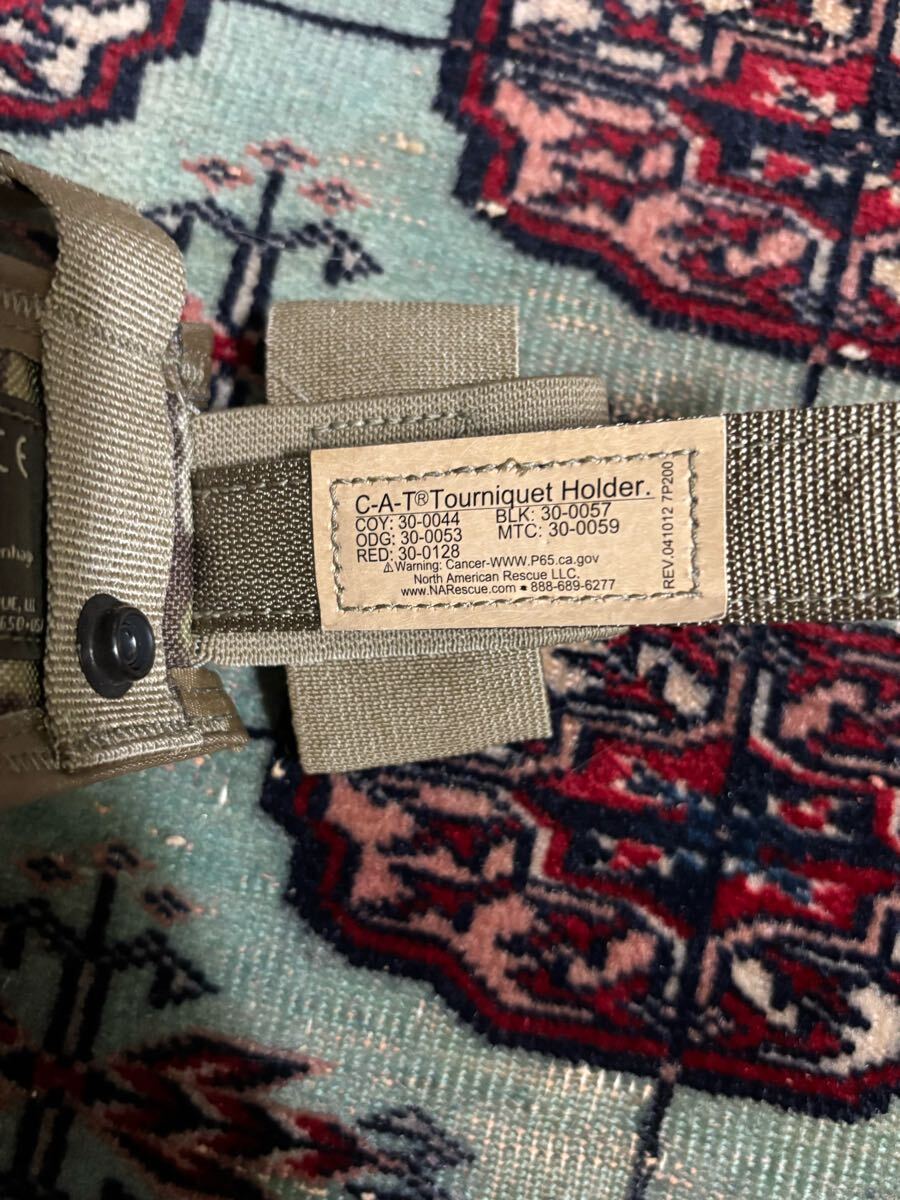 C-A-T® Tourniquet Holder.
COY: 30-0044 BLK: 30-0057
ODG: 30-0053 MTC: 30-0059
RED: 30-0128
⚠Warning: Cancer-WWW.P65.ca.gov
North American Rescue LLC.
www.NARescue.com ▪ 888-689-6277
REV.041012 7P200
CE